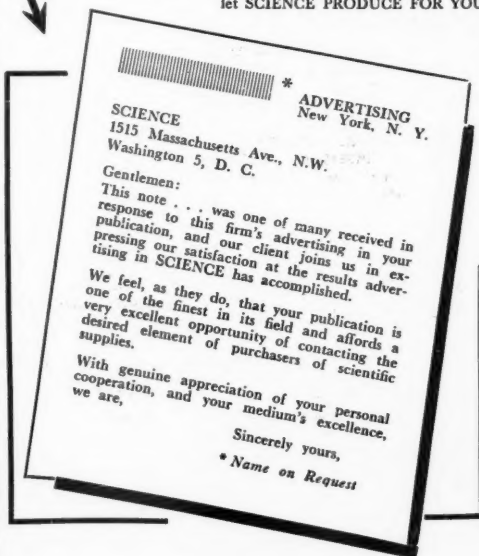 let SCIENCE PRODUCE FOR YOU
*
ADVERTISING
New York, N. Y.
SCIENCE
1515 Massachusetts Ave., N.W.
Washington 5, D. C.
Gentlemen:
This note . . . was one of many received in
response to this firm's advertising in your
publication, and our client joins us in ex-
pressing our satisfaction at the results adver-
tising in SCIENCE has accomplished.
We feel, as they do, that your publication is
one of the finest in its field and affords a
very excellent opportunity of contacting the
desired element of purchasers of scientific
supplies.
With genuine appreciation of your personal
cooperation, and your medium's excellence,
we are,
Sincerely yours,
* Name on Request